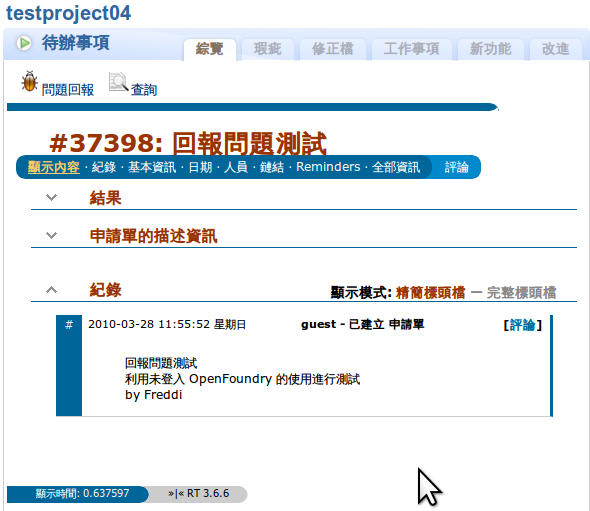 testproject04
待辦事項
綜覽 瑕疵 修正檔 工作事項 新功能 改進
問題回報 查詢
#37398: 回報問題測試
顯示內容 · 紀錄 · 基本資訊 · 日期 · 人員 · 鏈結 · Reminders · 全部資訊 評論
結果
申請單的描述資訊
紀錄 顯示模式: 精簡標頭檔 — 完整標頭檔
# 2010-03-28 11:55:52 星期日 guest - 已建立 申請單 [評論]
回報問題測試
利用未登入 OpenFoundry 的使用進行測試
by Freddi
顯示時間: 0.637597 »|« RT 3.6.6